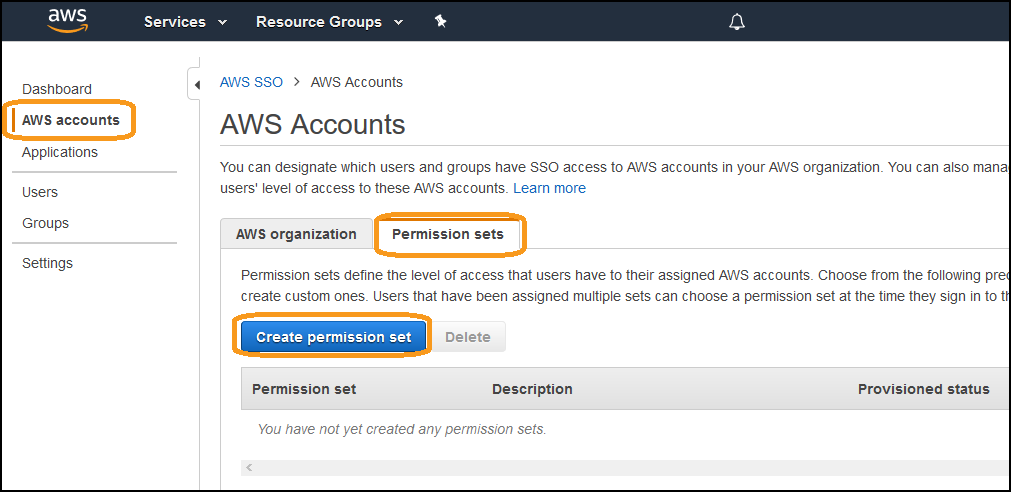 aws Services Resource Groups
Dashboard
AWS accounts
Applications
Users
Groups
Settings
AWS SSO > AWS Accounts
AWS Accounts
You can designate which users and groups have SSO access to AWS accounts in your AWS organization. You can also mana
users' level of access to these AWS accounts. Learn more
AWS organization Permission sets
Permission sets define the level of access that users have to their assigned AWS accounts. Choose from the following pred
create custom ones. Users that have been assigned multiple sets can choose a permission set at the time they sign in to th
Create permission set Delete
Permission set Description Provisioned status
You have not yet created any permission sets.